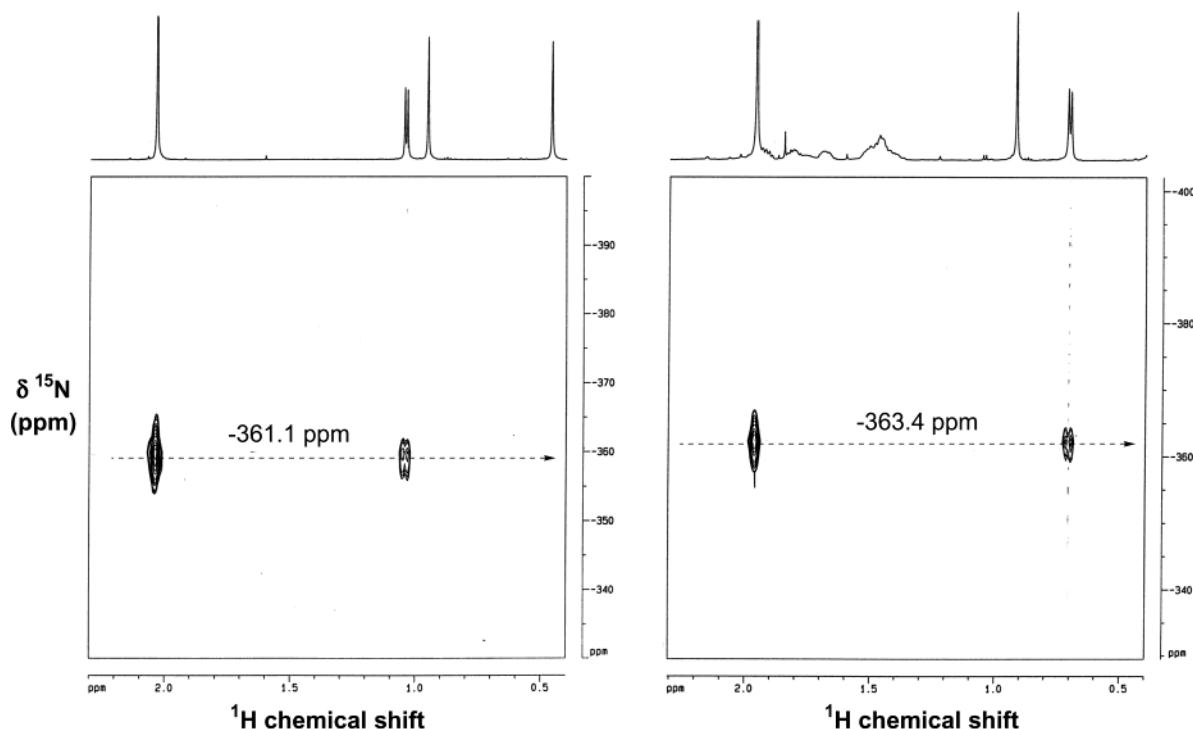 -361.1 ppm
δ ¹⁵N
(ppm)
-390
-380
-370
-360
-350
-340
ppm
ppm
2.0
1.5
1.0
0.5
¹H chemical shift
-363.4 ppm
-400
-380
-360
-340
ppm
ppm
2.0
1.5
1.0
0.5
¹H chemical shift